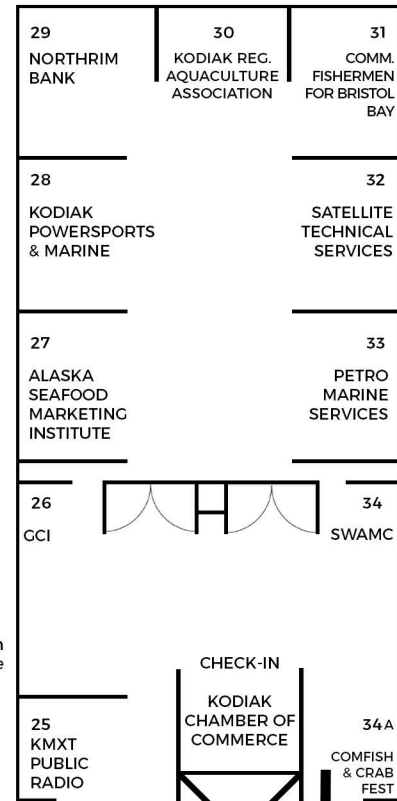 29
NORTHRIM
BANK
30
KODIAK REG.
AQUACULTURE
ASSOCIATION
31
COMM.
FISHERMEN
FOR BRISTOL
BAY
28
KODIAK
POWERSPORTS
& MARINE
32
SATELLITE
TECHNICAL
SERVICES
27
ALASKA
SEAFOOD
MARKETING
INSTITUTE
33
PETRO
MARINE
SERVICES
26
GCI
34
SWAMC
CHECK-IN
KODIAK
CHAMBER OF
COMMERCE
25
KMXT
PUBLIC
RADIO
34A
COMFISH
& CRAB
FEST